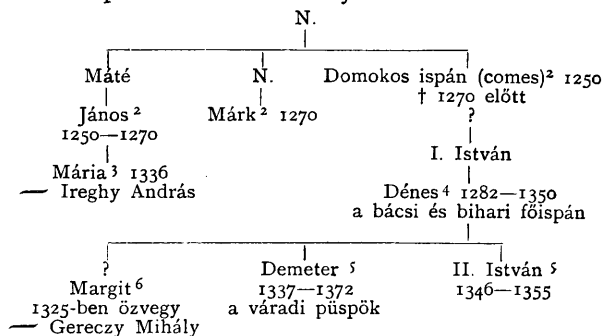 N.
Máté N. Domokos ispán (comes)² 1250
† 1270 előtt
János ² Márk ² 1270 ?
1250—1270
I. István
Mária ³ 1336
— Ireghy András
Dénes ⁴ 1282—1350
a bácsi és bihari főispán
? Demeter ⁵ II. István ⁵
Margit ⁶ 1337—1372 1346—1355
1325-ben özvegy a váradi püspök
— Gereczy Mihály